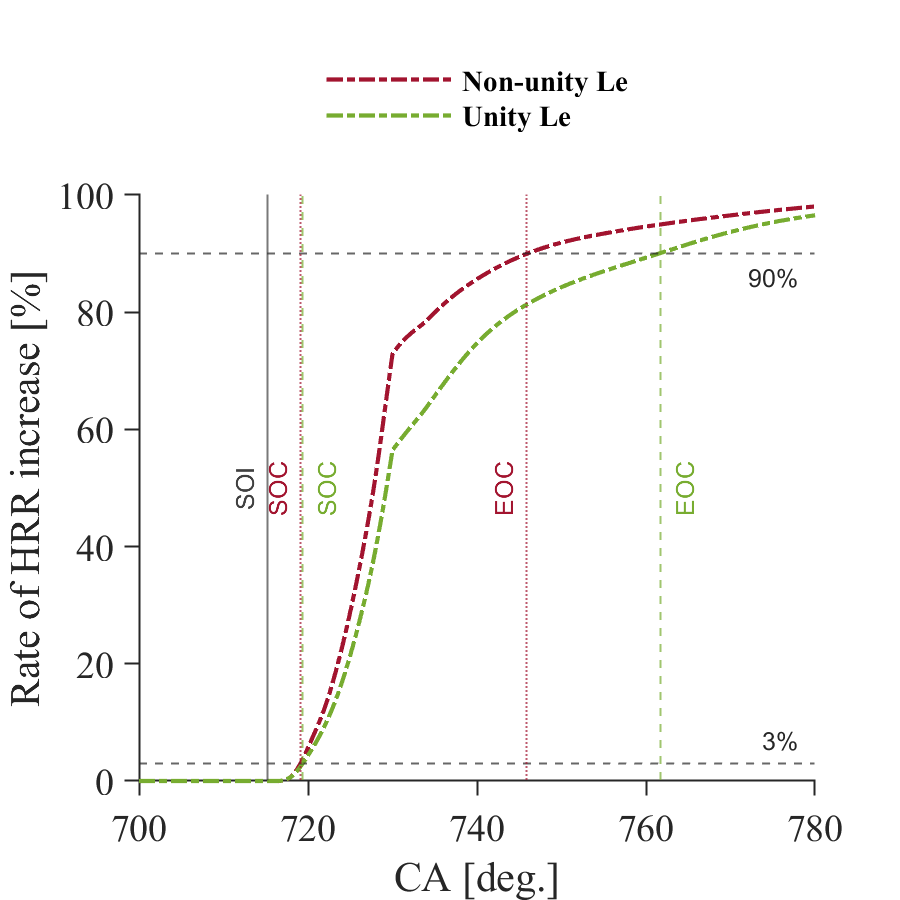 Non-unity Le
Unity Le
Rate of HRR increase [%]
100
80
60
40
20
0
90%
3%
SOI
SOC
SOC
EOC
EOC
700
720
740
760
780
CA [deg.]